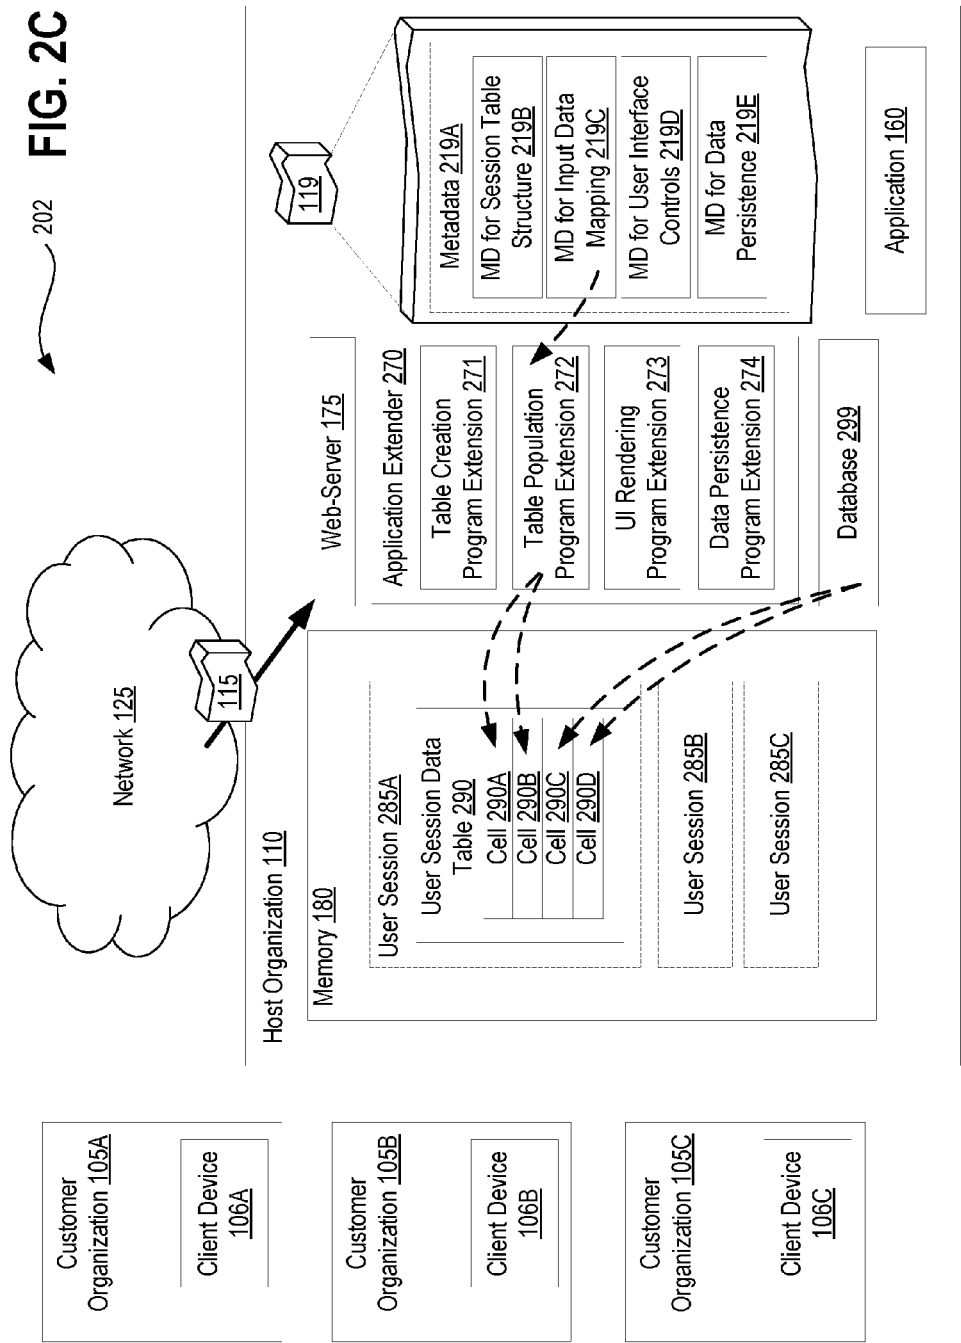 FIG. 2C
202
Network 125
115
Customer
Organization 105A
Client Device
106A
Customer
Organization 105B
Client Device
106B
Customer
Organization 105C
Client Device
106C
Host Organization 110
Memory 180
User Session 285A
User Session Data
Table 290
Cell 290A
Cell 290B
Cell 290C
Cell 290D
User Session 285B
User Session 285C
Web-Server 175
Application Extender 270
Table Creation
Program Extension 271
Table Population
Program Extension 272
UI Rendering
Program Extension 273
Data Persistence
Program Extension 274
Database 299
119
Metadata 219A
MD for Session Table
Structure 219B
MD for Input Data
Mapping 219C
MD for User Interface
Controls 219D
MD for Data
Persistence 219E
Application 160